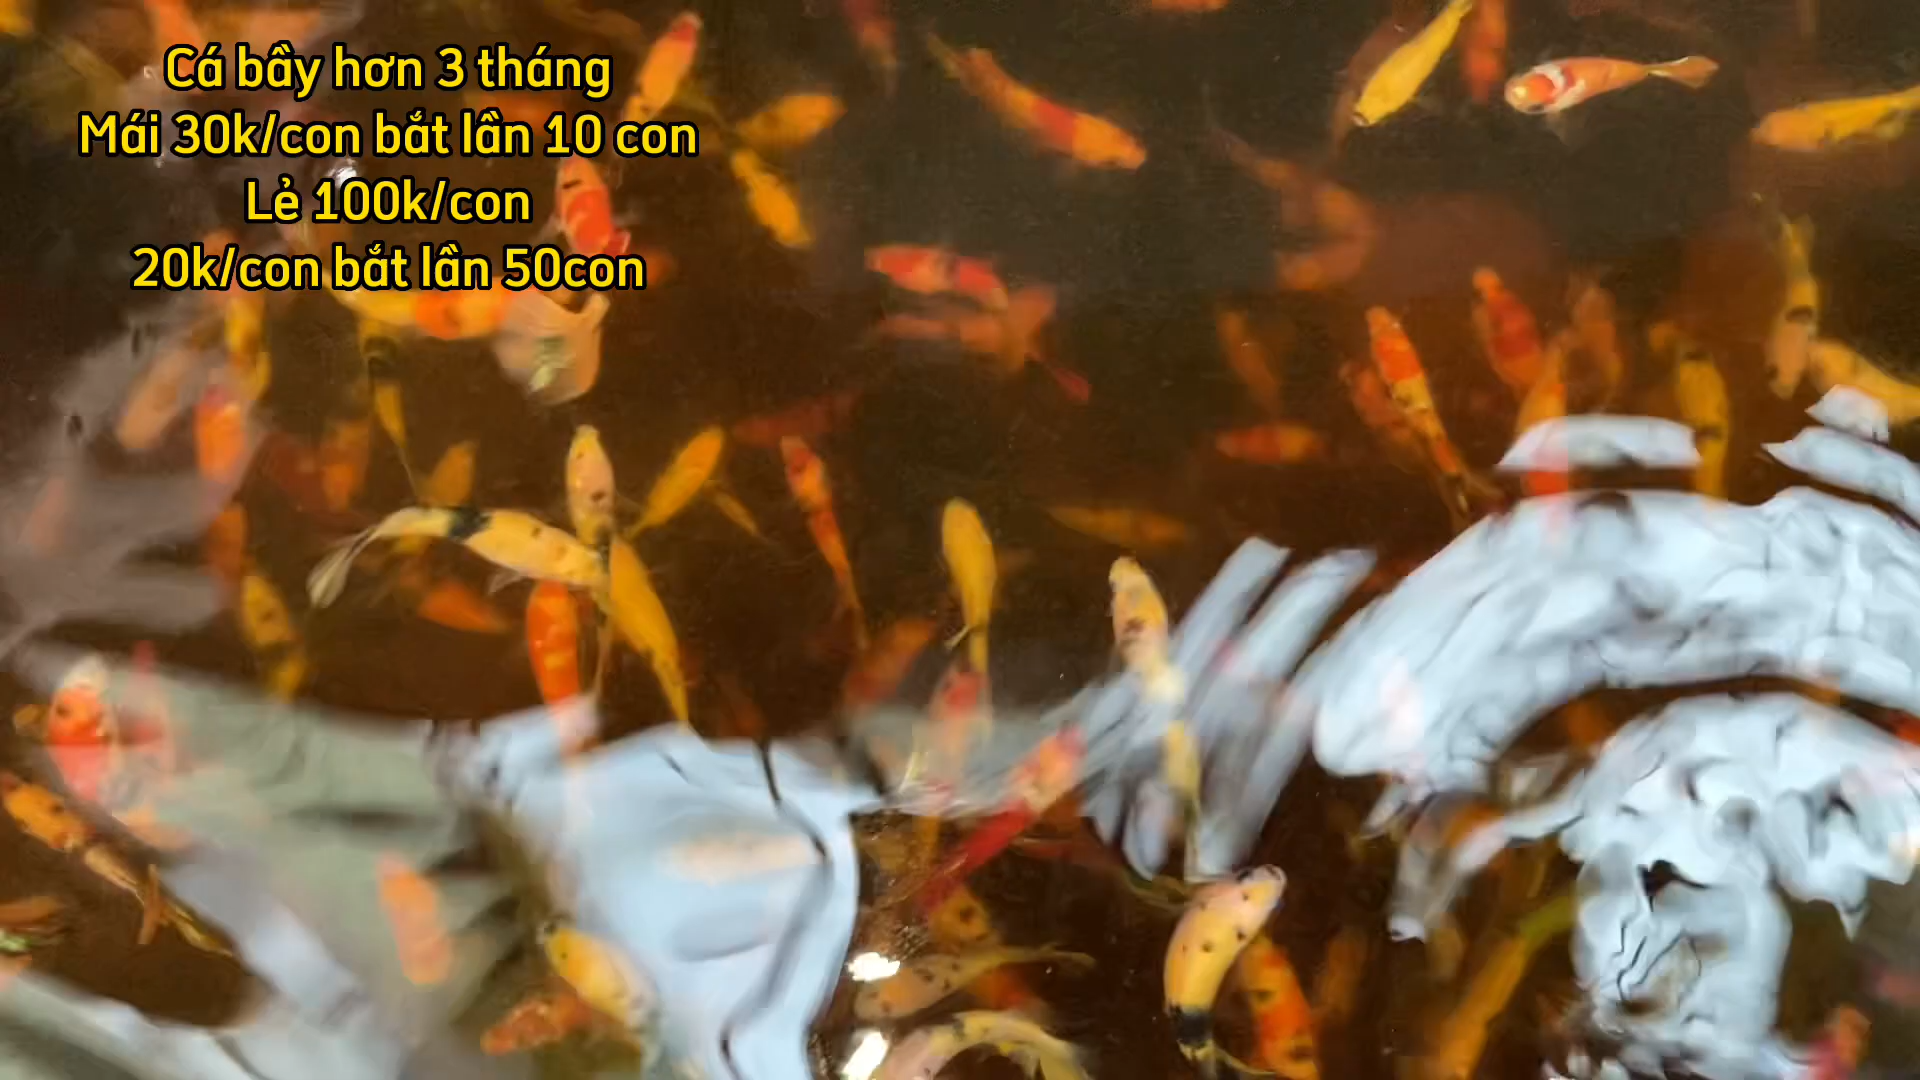 Cá bầy hơn 3 tháng
Mái 30k/con bắt lần 10 con
Lẻ 100k/con
20k/con bắt lần 50con